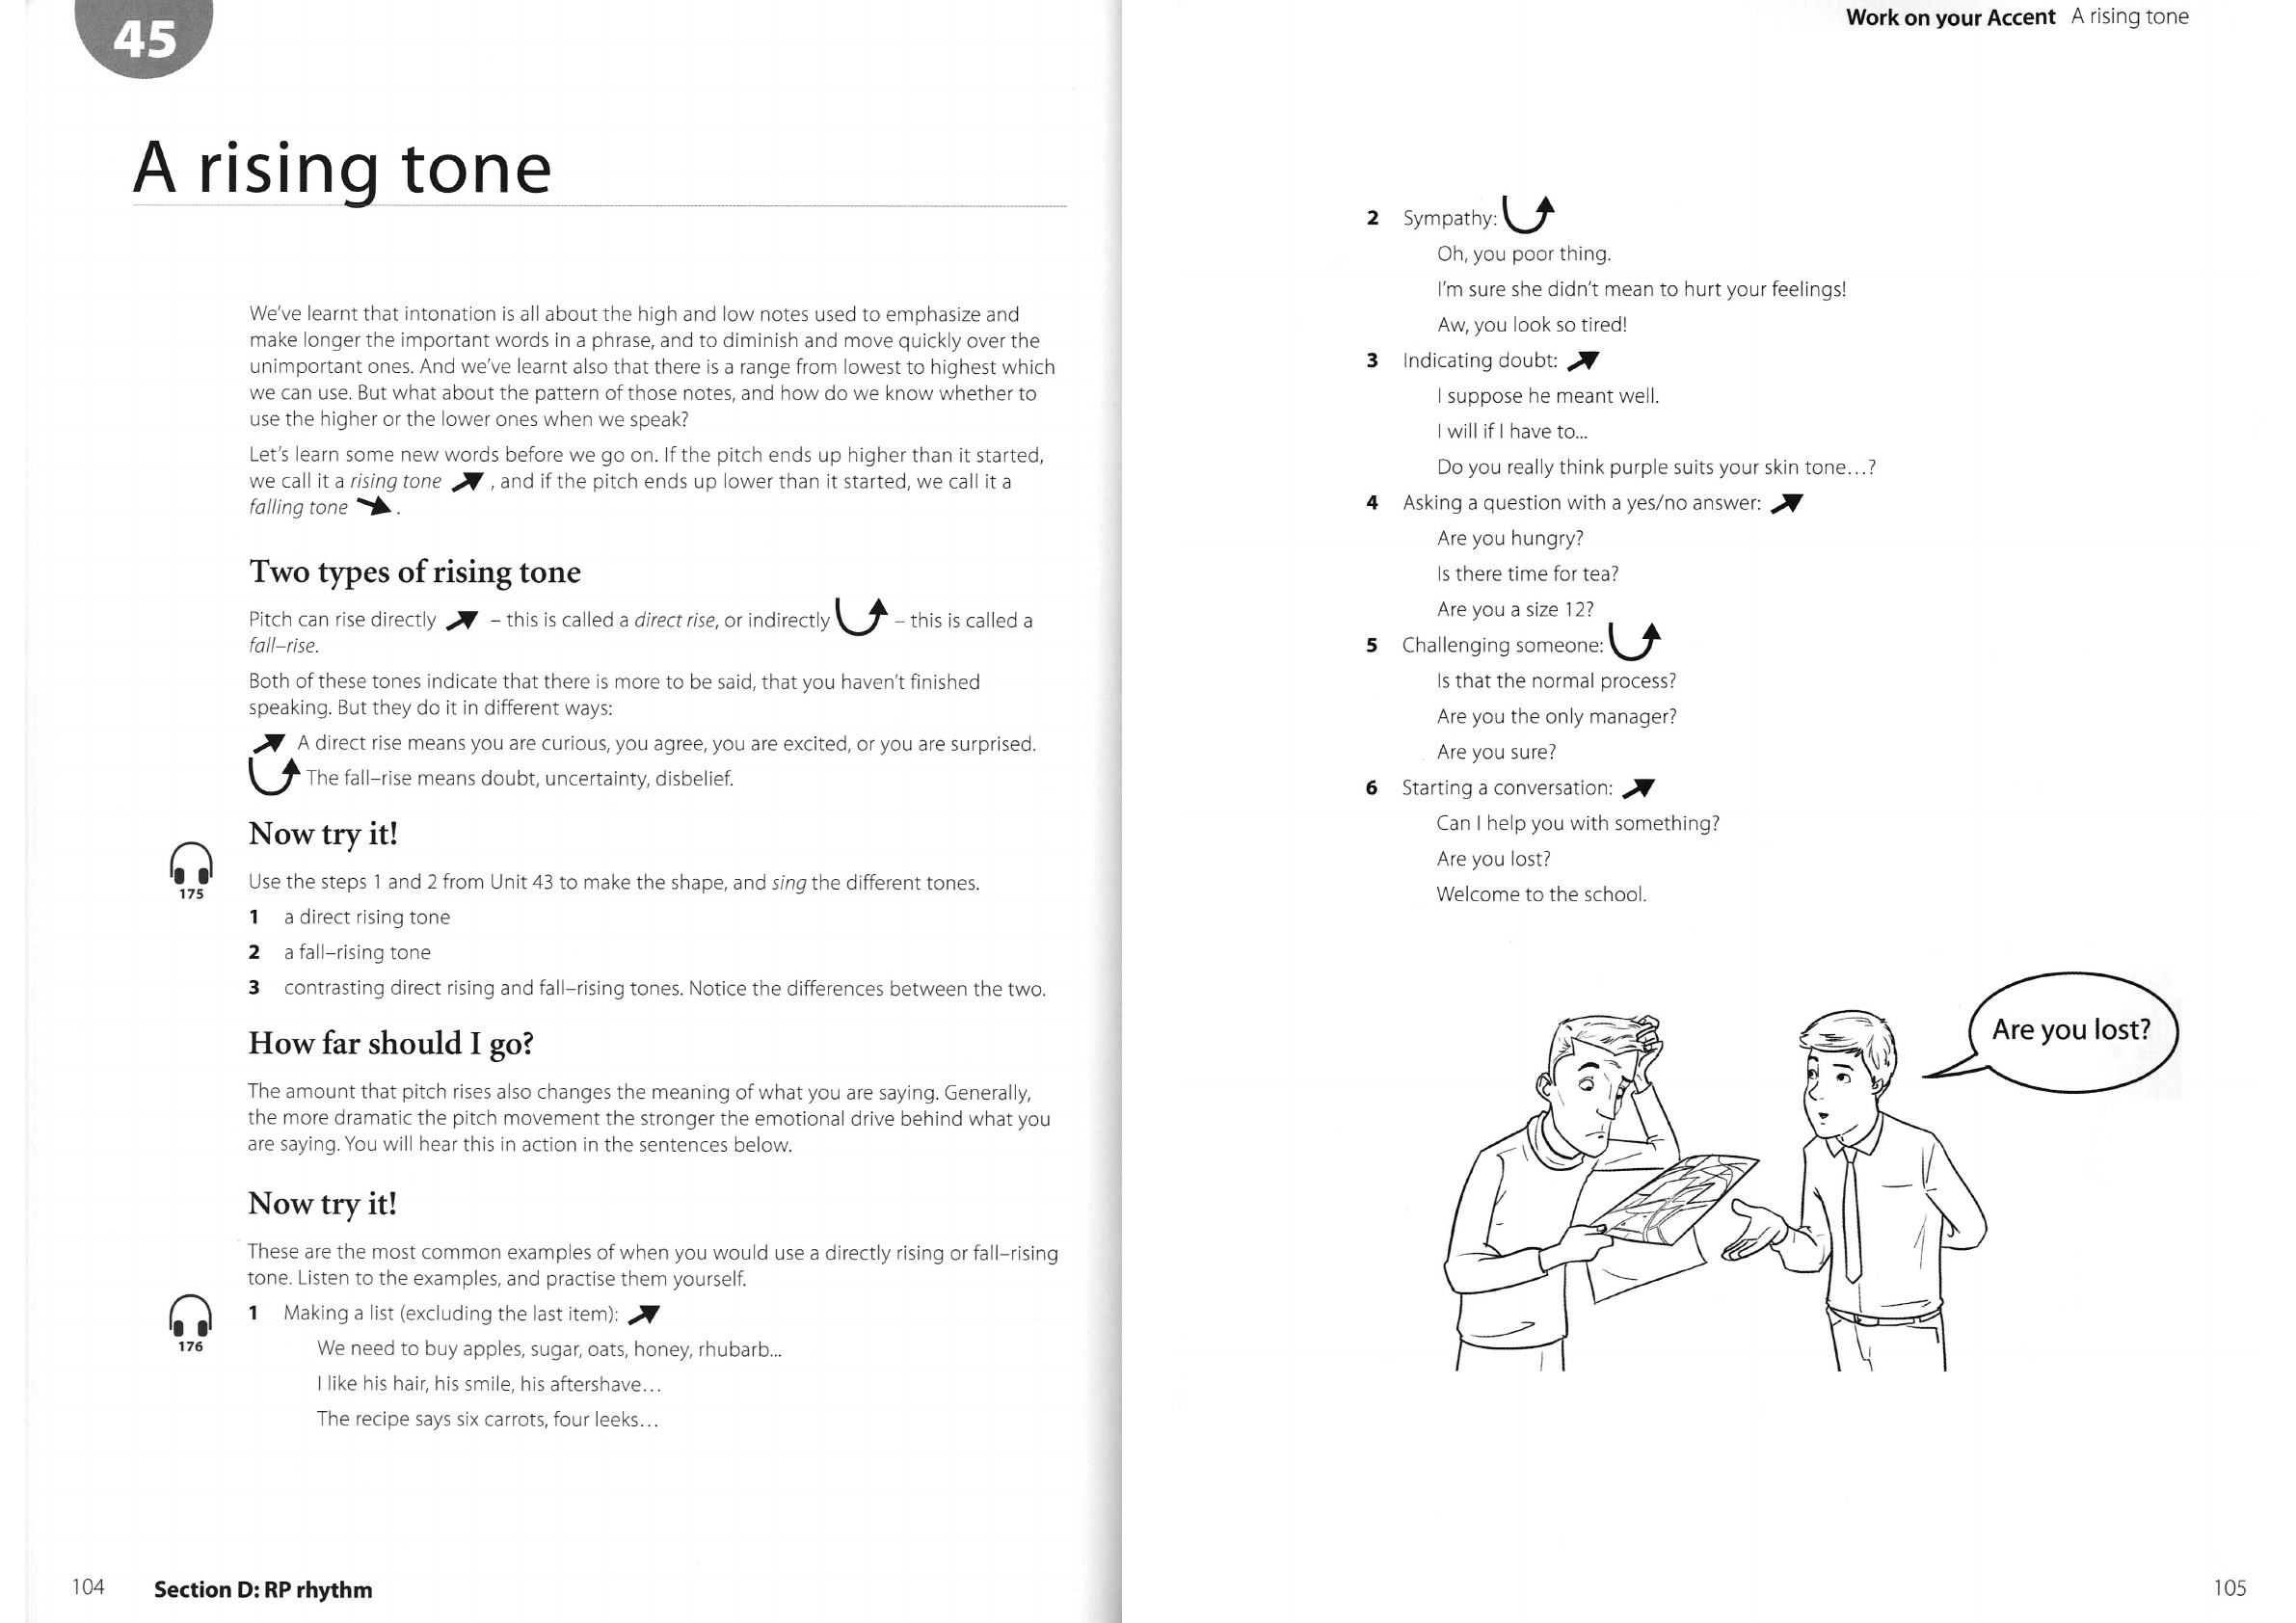 45
A rising tone
We've learnt that intonation is all about the high and low notes used to emphasize and
make longer the important words in a phrase, and to diminish and move quickly over the
unimportant ones. And we've learnt also that there is a range from lowest to highest which
we can use. But what about the pattern of those notes, and how do we know whether to
use the higher or the lower ones when we speak?
Let's learn some new words before we go on. If the pitch ends up higher than it started,
we call it a rising tone , and if the pitch ends up lower than it started, we call it a
falling tone .
Two types of rising tone
Pitch can rise directly – this is called a direct rise, or indirectly – this is called a
fall–rise.
Both of these tones indicate that there is more to be said, that you haven't finished
speaking. But they do it in different ways:
A direct rise means you are curious, you agree, you are excited, or you are surprised.
The fall–rise means doubt, uncertainty, disbelief.
Now try it!
175
Use the steps 1 and 2 from Unit 43 to make the shape, and sing the different tones.
1 a direct rising tone
2 a fall–rising tone
3 contrasting direct rising and fall–rising tones. Notice the differences between the two.
How far should I go?
The amount that pitch rises also changes the meaning of what you are saying. Generally,
the more dramatic the pitch movement the stronger the emotional drive behind what you
are saying. You will hear this in action in the sentences below.
Now try it!
These are the most common examples of when you would use a directly rising or fall–rising
tone. Listen to the examples, and practise them yourself.
176
1 Making a list (excluding the last item):
We need to buy apples, sugar, oats, honey, rhubarb...
I like his hair, his smile, his aftershave...
The recipe says six carrots, four leeks...
104 Section D: RP rhythm
Work on your Accent A rising tone
2 Sympathy:
Oh, you poor thing.
I'm sure she didn't mean to hurt your feelings!
Aw, you look so tired!
3 Indicating doubt:
I suppose he meant well.
I will if I have to...
Do you really think purple suits your skin tone...?
4 Asking a question with a yes/no answer:
Are you hungry?
Is there time for tea?
Are you a size 12?
5 Challenging someone:
Is that the normal process?
Are you the only manager?
Are you sure?
6 Starting a conversation:
Can I help you with something?
Are you lost?
Welcome to the school.
Are you lost?
105